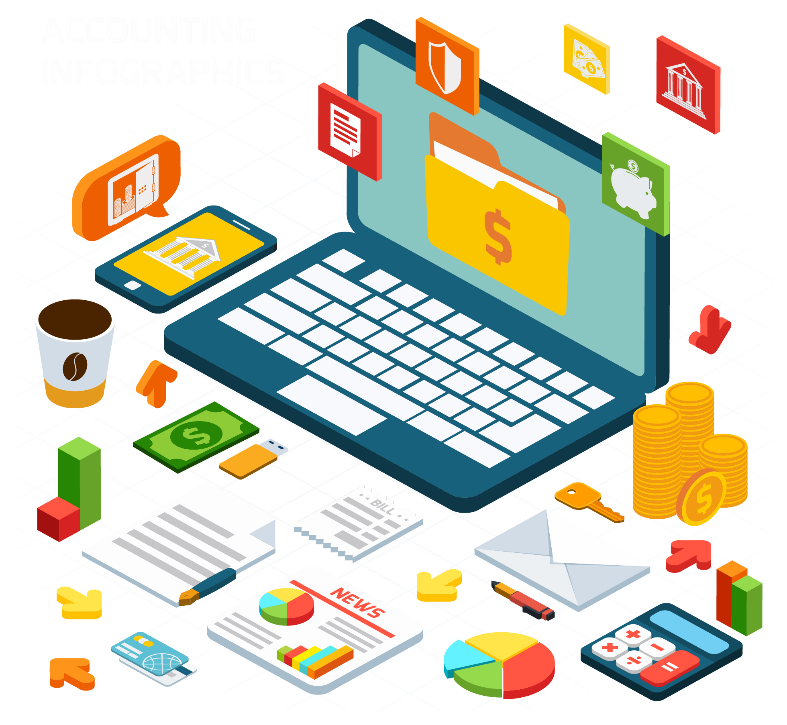 ACCOUNTING
INFOGRAPHICS
$
$
$
$
BILL
NEWS